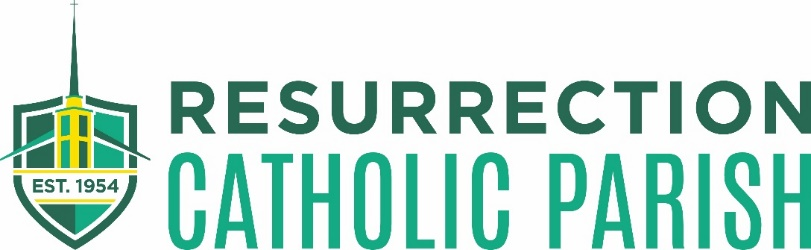 EST. 1954
RESURRECTION
CATHOLIC PARISH